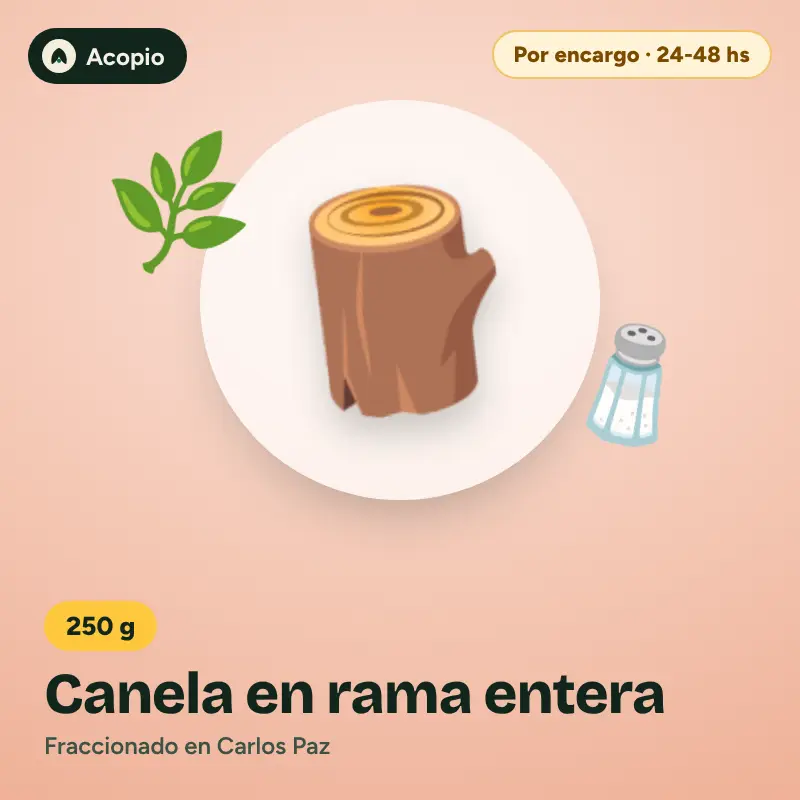 Acopio
Por encargo · 24-48 hs
250 g
Canela en rama entera
Fraccionado en Carlos Paz